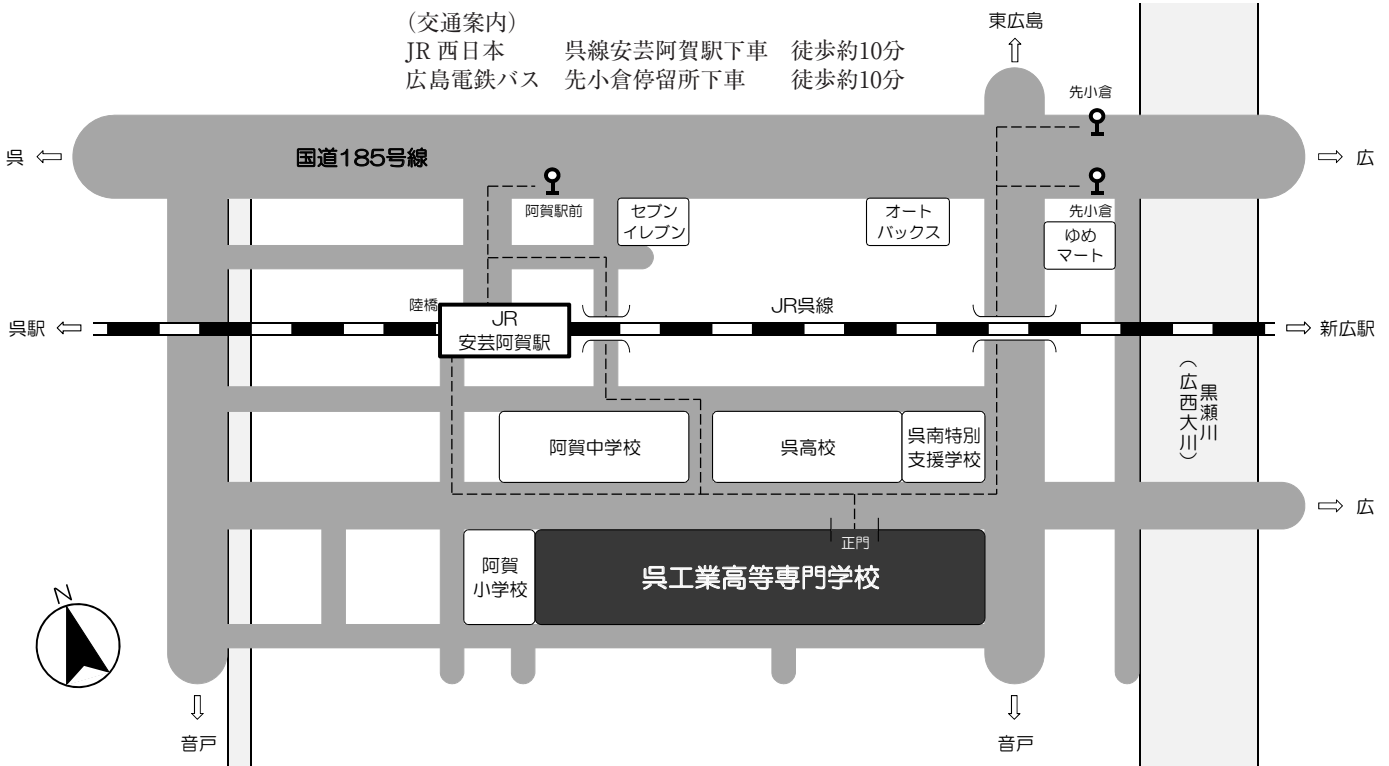 (交通案内)
JR 西日本 呉線安芸阿賀駅下車 徒歩約10分
広島電鉄バス 先小倉停留所下車 徒歩約10分
東広島
先小倉
呉
国道185号線
広
阿賀駅前
セブン
イレブン
オート
バックス
先小倉
ゆめ
マート
陸橋
JR呉線
呉駅
JR
安芸阿賀駅
新広駅
黒瀬川
(広西大川)
阿賀中学校
呉高校
呉南特別
支援学校
広
正門
阿賀
小学校
呉工業高等専門学校
N
音戸
音戸